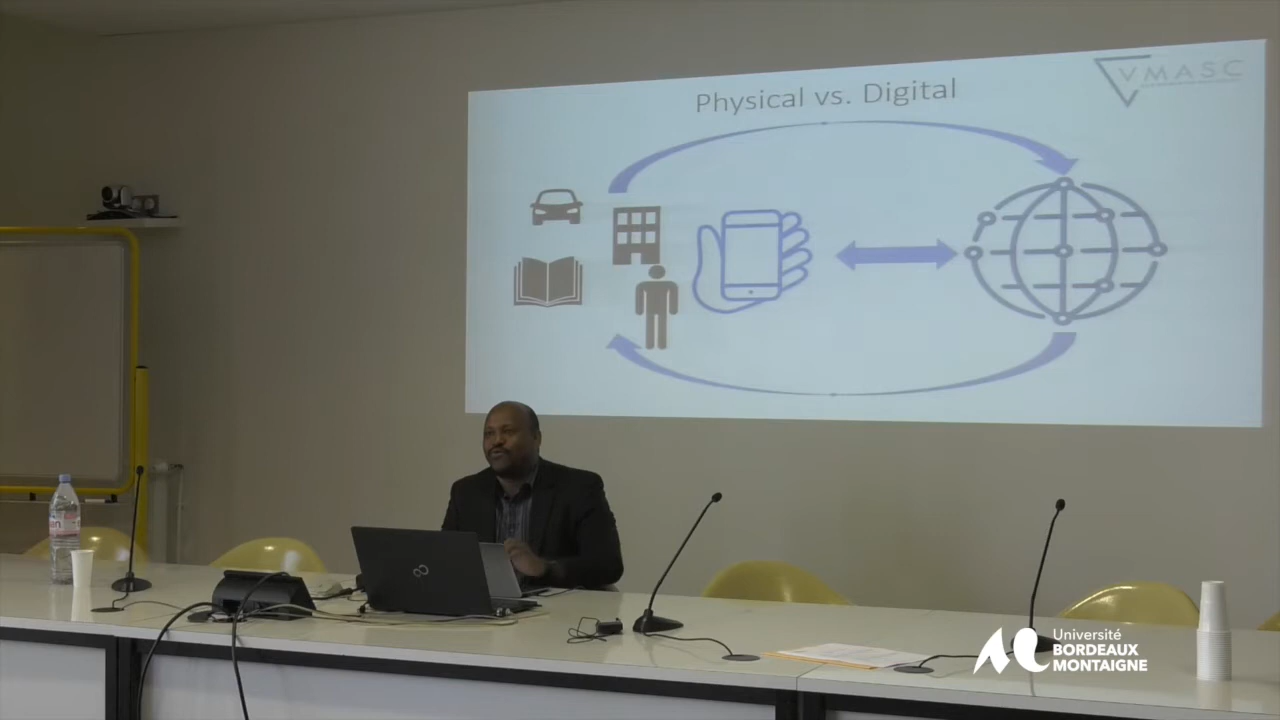 Physical vs. Digital
VMASC
Université
BORDEAUX
MONTAIGNE